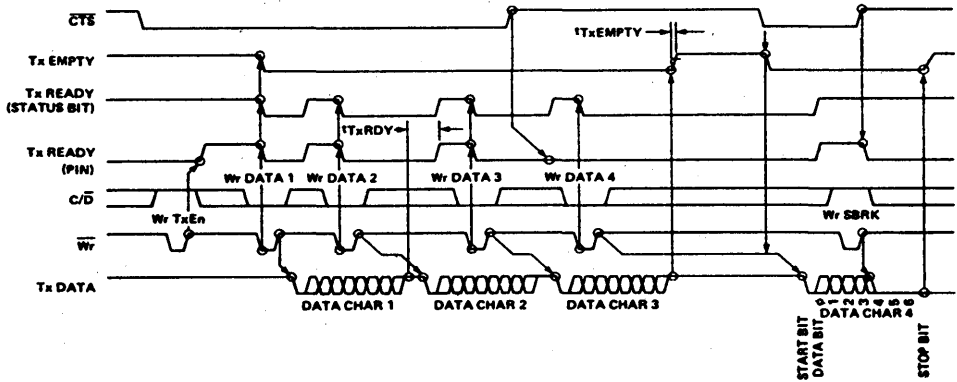 CTS
tTxEMPTY
Tx EMPTY
Tx READY
(STATUS BIT)
tTxRDY
Tx READY
(PIN)
Wr DATA 1
Wr DATA 2
Wr DATA 3
Wr DATA 4
C/D
Wr TxEn
Wr SBRK
Wr
Tx DATA
DATA CHAR 1
DATA CHAR 2
DATA CHAR 3
0 1 2 3 4 5 6
DATA CHAR 4
START BIT
DATA BIT
STOP BIT